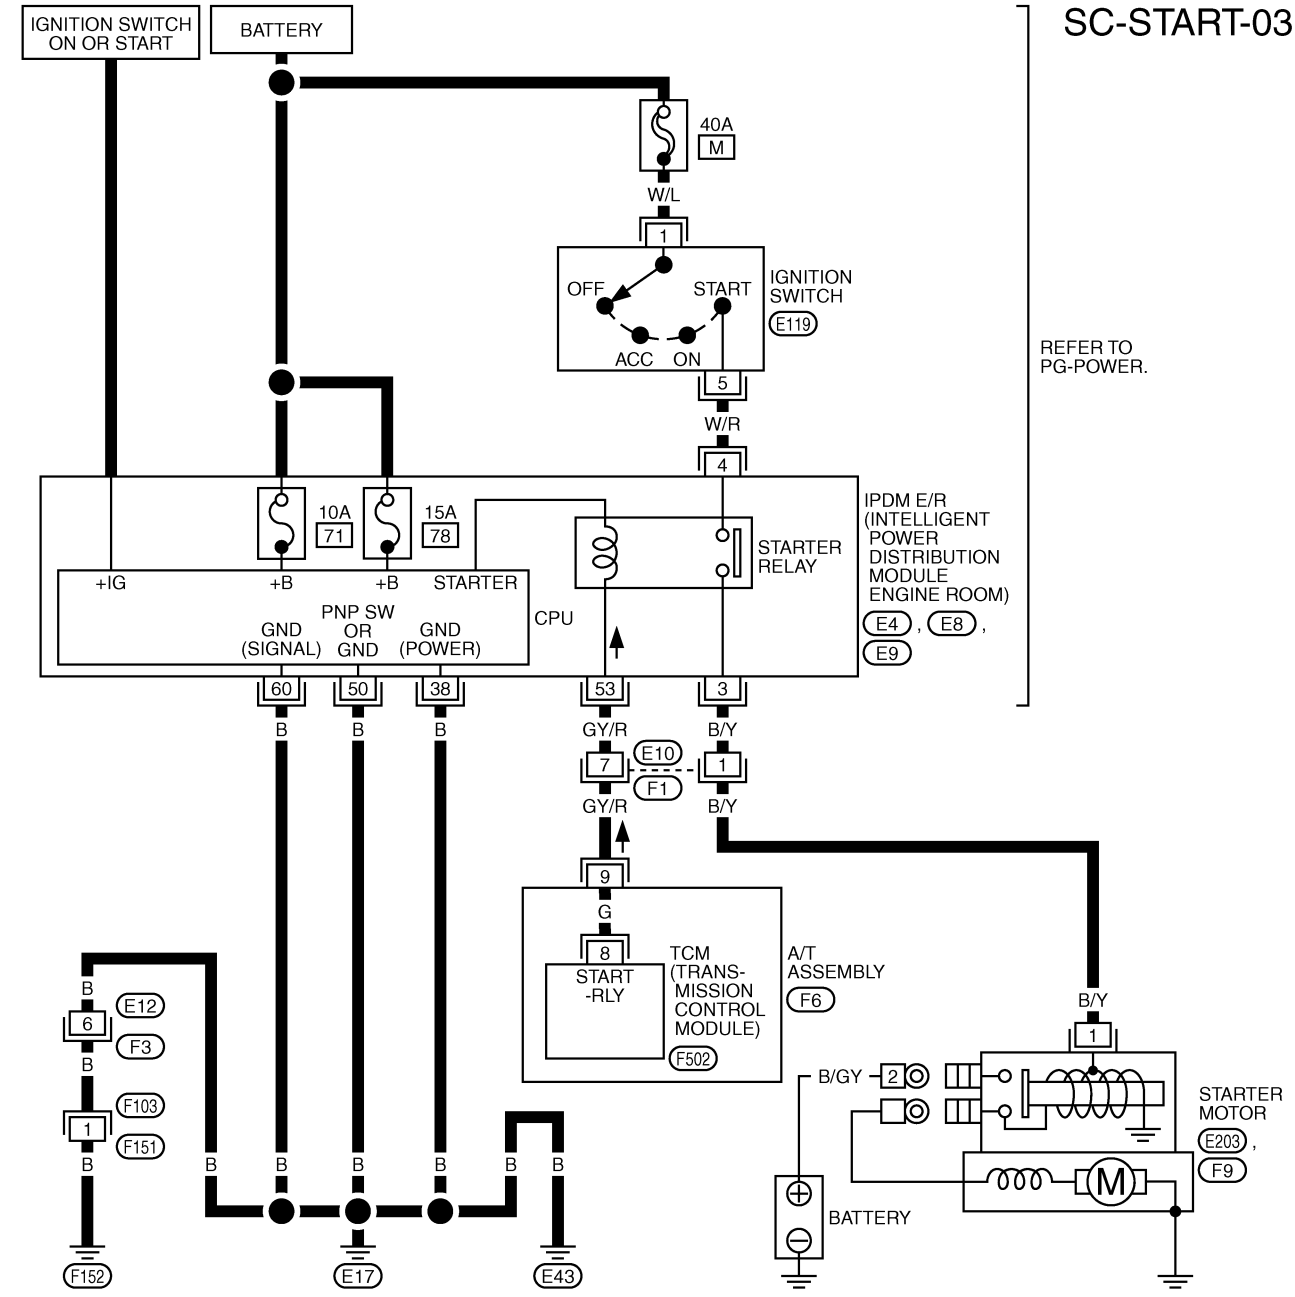 SC-START-03
IGNITION SWITCH
ON OR START
BATTERY
40A
M
W/L
1
OFF
START
ACC
ON
IGNITION
SWITCH
E119
5
W/R
4
REFER TO
PG-POWER.
10A
71
15A
78
STARTER
RELAY
IPDM E/R
(INTELLIGENT
POWER
DISTRIBUTION
MODULE
ENGINE ROOM)
E4 , E8 ,
E9
+IG
+B
+B
STARTER
CPU
GND
(SIGNAL)
PNP SW
OR
GND
GND
(POWER)
60
50
38
53
3
B
B
B
GY/R
B/Y
7
E10
F1
1
GY/R
B/Y
9
G
8
START
-RLY
TCM
(TRANS-
MISSION
CONTROL
MODULE)
F502
A/T
ASSEMBLY
F6
B
6
E12
F3
B
F103
1
F151
B
B
B
B
B
B
B
F152
E17
E43
B/Y
1
B/GY
2
STARTER
MOTOR
E203 ,
F9
M
+
−
BATTERY